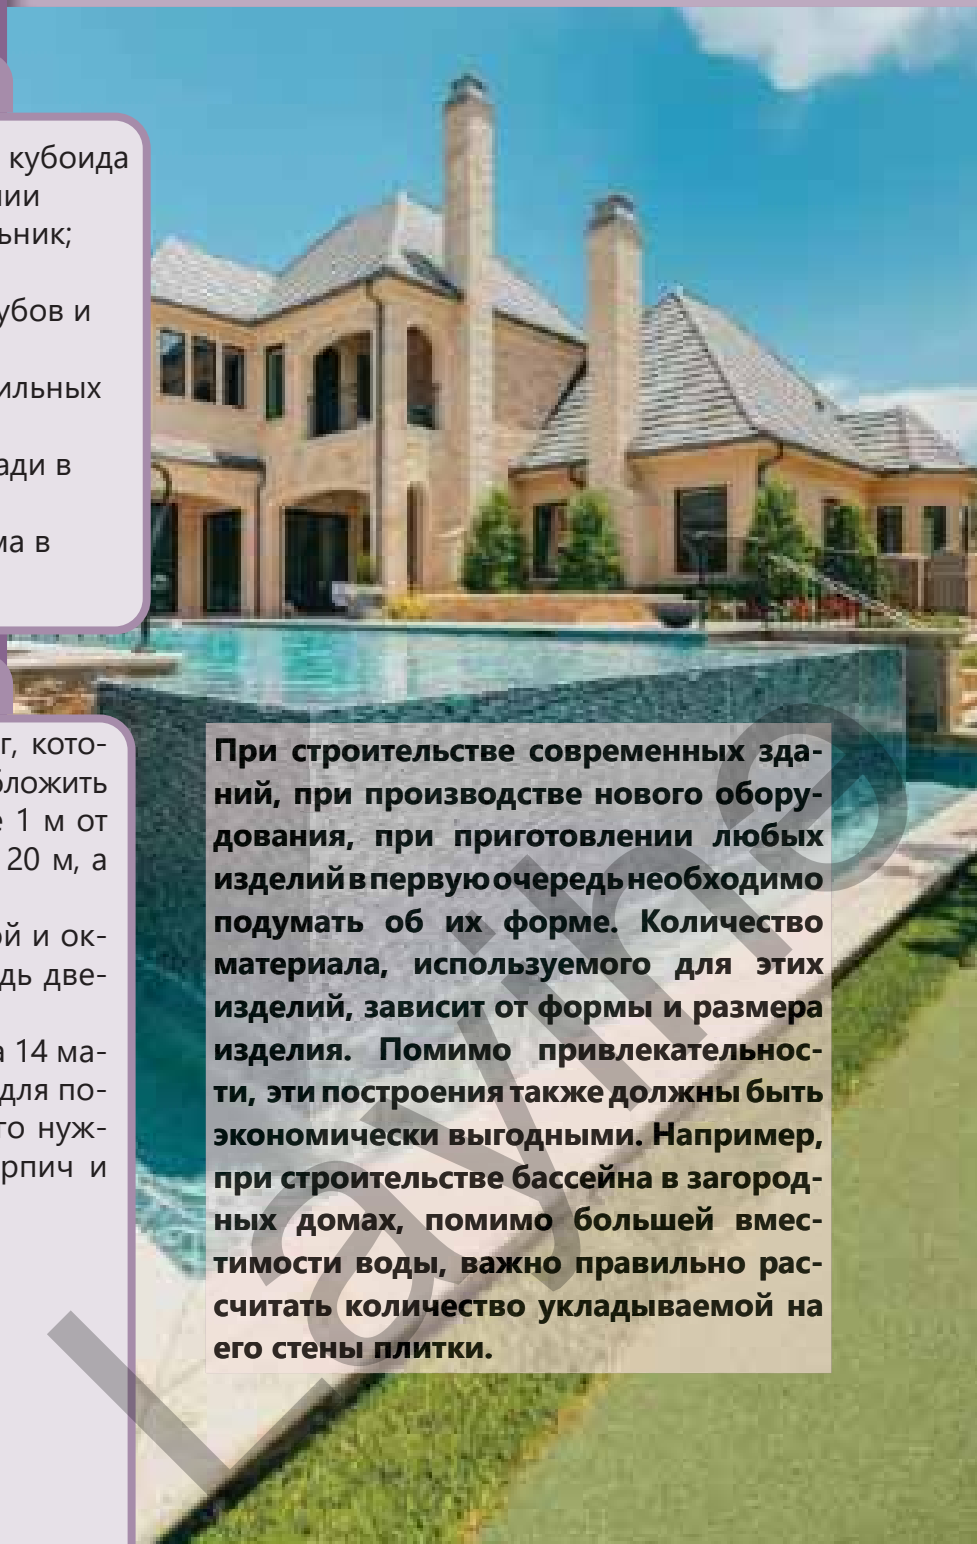 кубоида
ьник;
убов и
ильных
ади в
ма в
г, кото-
бложить
е 1 м от
20 м, а
ой и ок-
дь две-
а 14 ма-
для по-
го нуж-
рпич и
При строительстве современных зда-
ний, при производстве нового обору-
дования, при приготовлении любых
изделий в первую очередь необходимо
подумать об их форме. Количество
материала, используемого для этих
изделий, зависит от формы и размера
изделия. Помимо привлекательнос-
ти, эти построения также должны быть
экономически выгодными. Например,
при строительстве бассейна в загород-
ных домах, помимо большей вмес-
тимости воды, важно правильно рас-
считать количество укладываемой на
его стены плитки.
Layihe